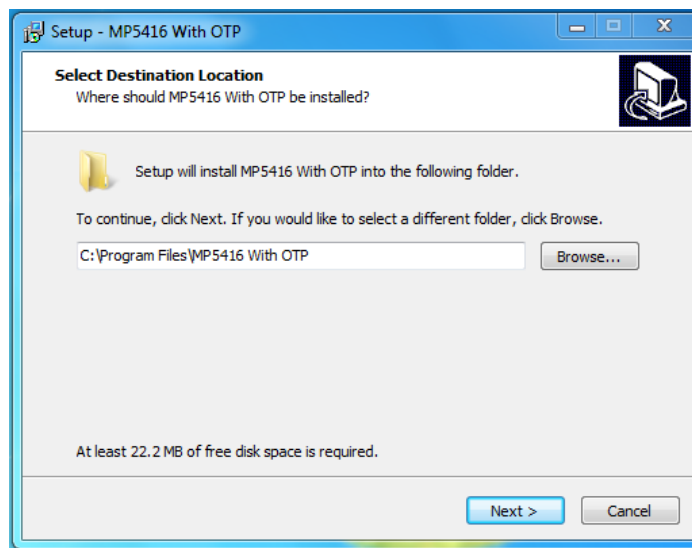 Setup - MP5416 With OTP
Select Destination Location
Where should MP5416 With OTP be installed?
Setup will install MP5416 With OTP into the following folder.
To continue, click Next. If you would like to select a different folder, click Browse.
C:\Program Files\MP5416 With OTP
Browse...
At least 22.2 MB of free disk space is required.
Next >
Cancel